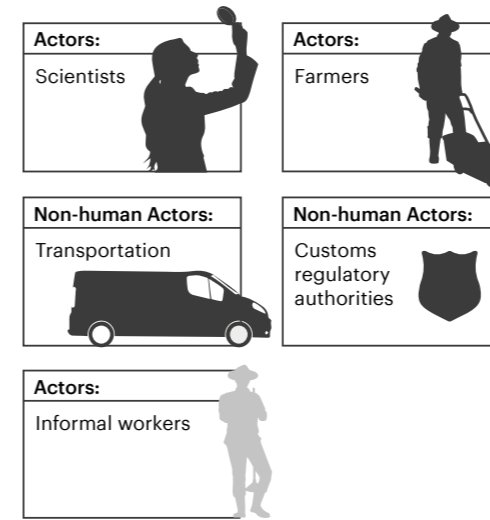 Actors:
Scientists
Actors:
Farmers
Non-human Actors:
Transportation
Non-human Actors:
Customs
regulatory
authorities
Actors:
Informal workers